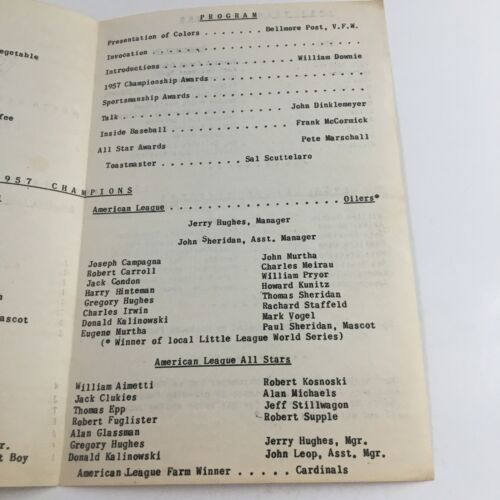 PROGRAM
Presentation of Colors . . . . . . . Bellmore Post, V.F.W.
Invocation . . . . . . . . . . . . . . . . . . . .
Introductions . . . . . . . . . . . . . William Downie
1957 Championship Awards . . . . . . . . . . . . . .
Sportsmanship Awards . . . . . . . . . . . . . . . .
Talk . . . . . . . . . . . . . . . . John Dinklemeyer
Inside Baseball . . . . . . . . . . . Frank McCormick
All Star Awards Pete Marschall
Toastmaster . . . . . . . . . Sal Scuttelaro
egetable
fee
957 CHAMPIONS
American League . . . . . . . . . . . . . . . . . . Oilers*
Jerry Hughes, Manager
John Sheridan, Asst. Manager
Joseph Campagna John Murtha
Robert Carroll Charles Meirau
Jack Condon William Pryor
Harry Hinteman Howard Kunitz
Gregory Hughes Thomas Sheridan
Charles Irwin Rachard Staffeld
Donald Kalinowski Mark Vogel
Eugene Murtha Paul Sheridan, Mascot
(* Winner of local Little League World Series)
ascot
American League All Stars
William Aimetti Robert Kosnoski
Jack Clukies Alan Michaels
Thomas Epp Jeff Stillwagon
Robert Fuglister Robert Supple
Alan Glassman
Gregory Hughes Jerry Hughes, Mgr.
Donald Kalinowski John Leop, Asst. Mgr.
American League Farm Winner . . . . . Cardinals
r.
t Boy